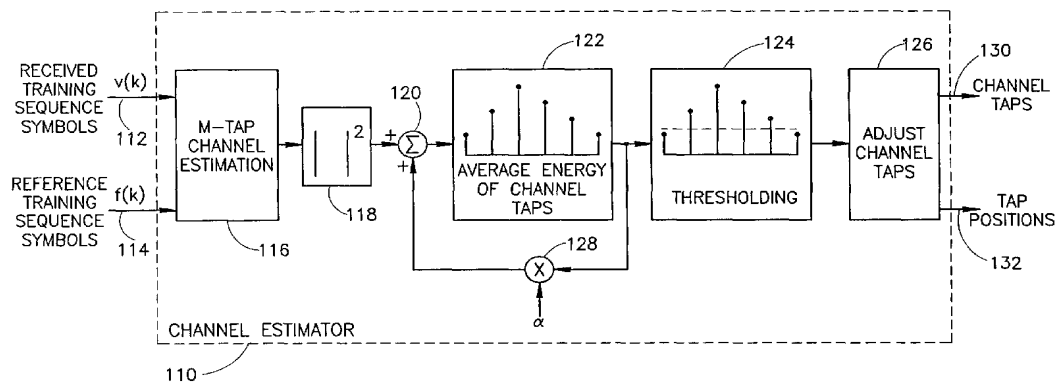 122
124
126
130
RECEIVED
TRAINING
SEQUENCE
SYMBOLS
v(k)
112
M-TAP
CHANNEL
ESTIMATION
116
| |2
118
120
+
Σ
+
AVERAGE ENERGY
OF CHANNEL
TAPS
THRESHOLDING
ADJUST
CHANNEL
TAPS
CHANNEL
TAPS
REFERENCE
TRAINING
SEQUENCE
SYMBOLS
f(k)
114
128
X
α
TAP
POSITIONS
132
CHANNEL ESTIMATOR
110